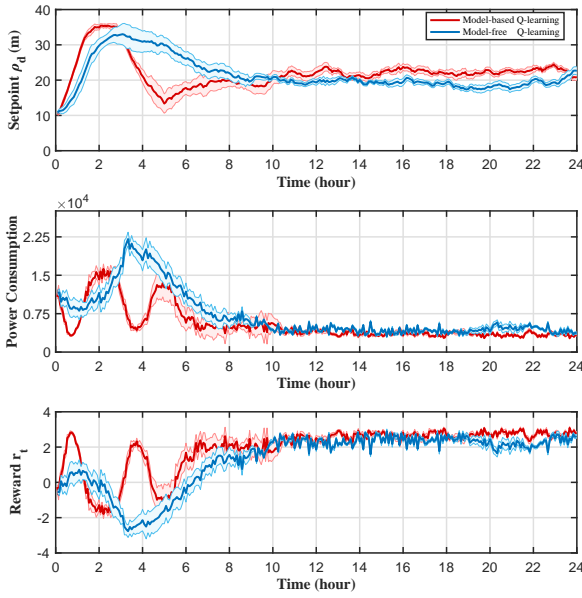 40
30
20
10
0
Setpoint ρd (m)
Model-based Q-learning
Model-free Q-learning
0 2 4 6 8 10 12 14 16 18 20 22 24
Time (hour)
×10^4
2.25
1.5
0.75
0
Power Consumption
0 2 4 6 8 10 12 14 16 18 20 22 24
Time (hour)
4
2
0
-2
-4
Reward rt
0 2 4 6 8 10 12 14 16 18 20 22 24
Time (hour)